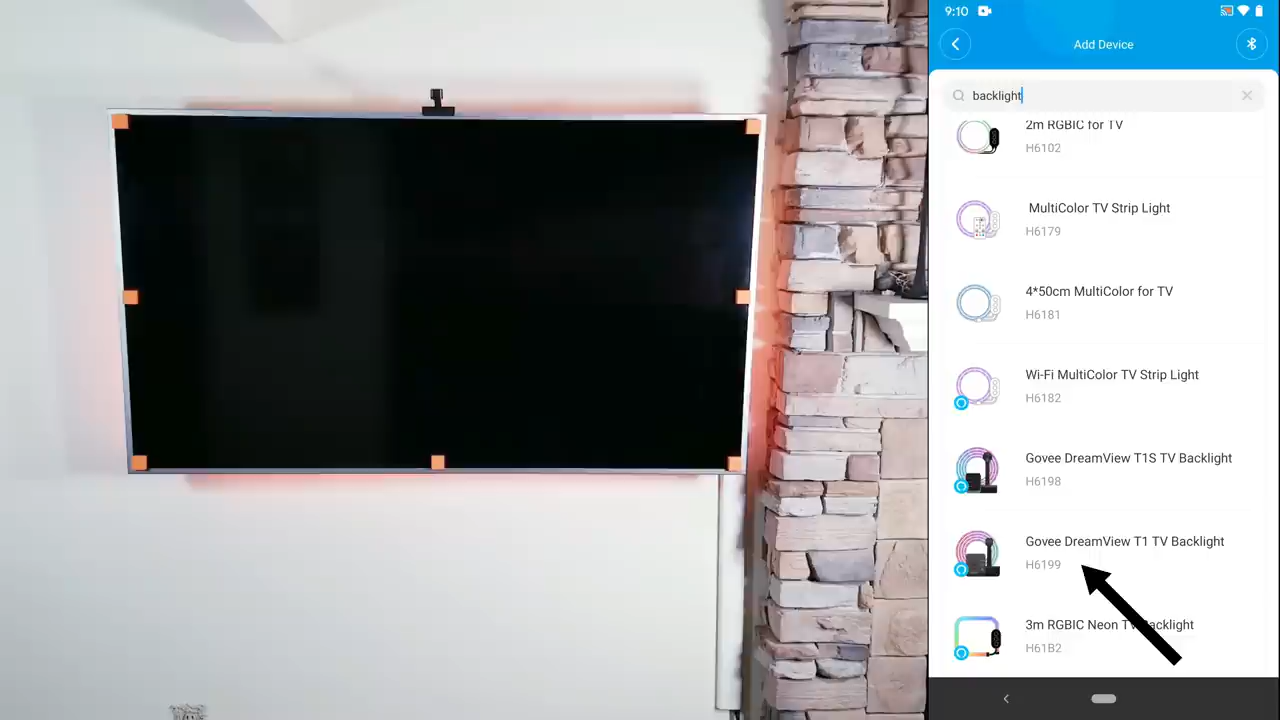 9:10
Add Device
backlight
2m RGBIC for TV
H6102
MultiColor TV Strip Light
H6179
4*50cm MultiColor for TV
H6181
Wi-Fi MultiColor TV Strip Light
H6182
Govee DreamView T1S TV Backlight
H6198
Govee DreamView T1 TV Backlight
H6199
3m RGBIC Neon TV Backlight
H61B2